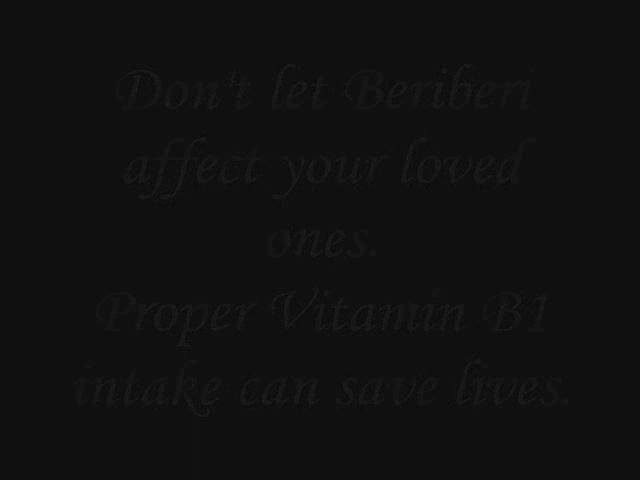 Don't let Beriberi
affect your loved
ones.
Proper Vitamin B1
intake can save lives.